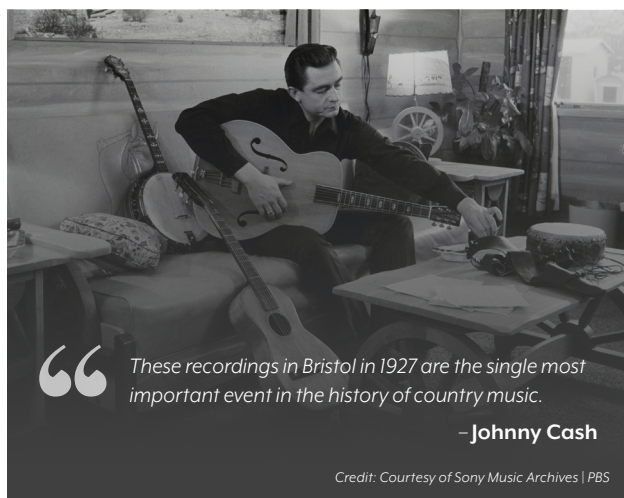 “These recordings in Bristol in 1927 are the single most
important event in the history of country music.
– Johnny Cash
Credit: Courtesy of Sony Music Archives | PBS